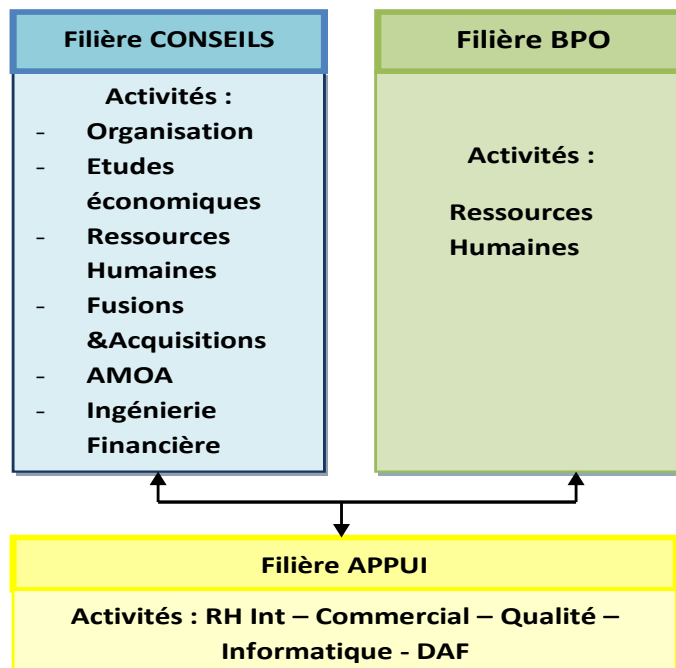 Filière CONSEILS
Activités :
- Organisation
- Etudes
économiques
- Ressources
Humaines
- Fusions
&Acquisitions
- AMOA
- Ingénierie
Financière
Filière BPO
Activités :
Ressources
Humaines
Filière APPUI
Activités : RH Int – Commercial – Qualité –
Informatique - DAF